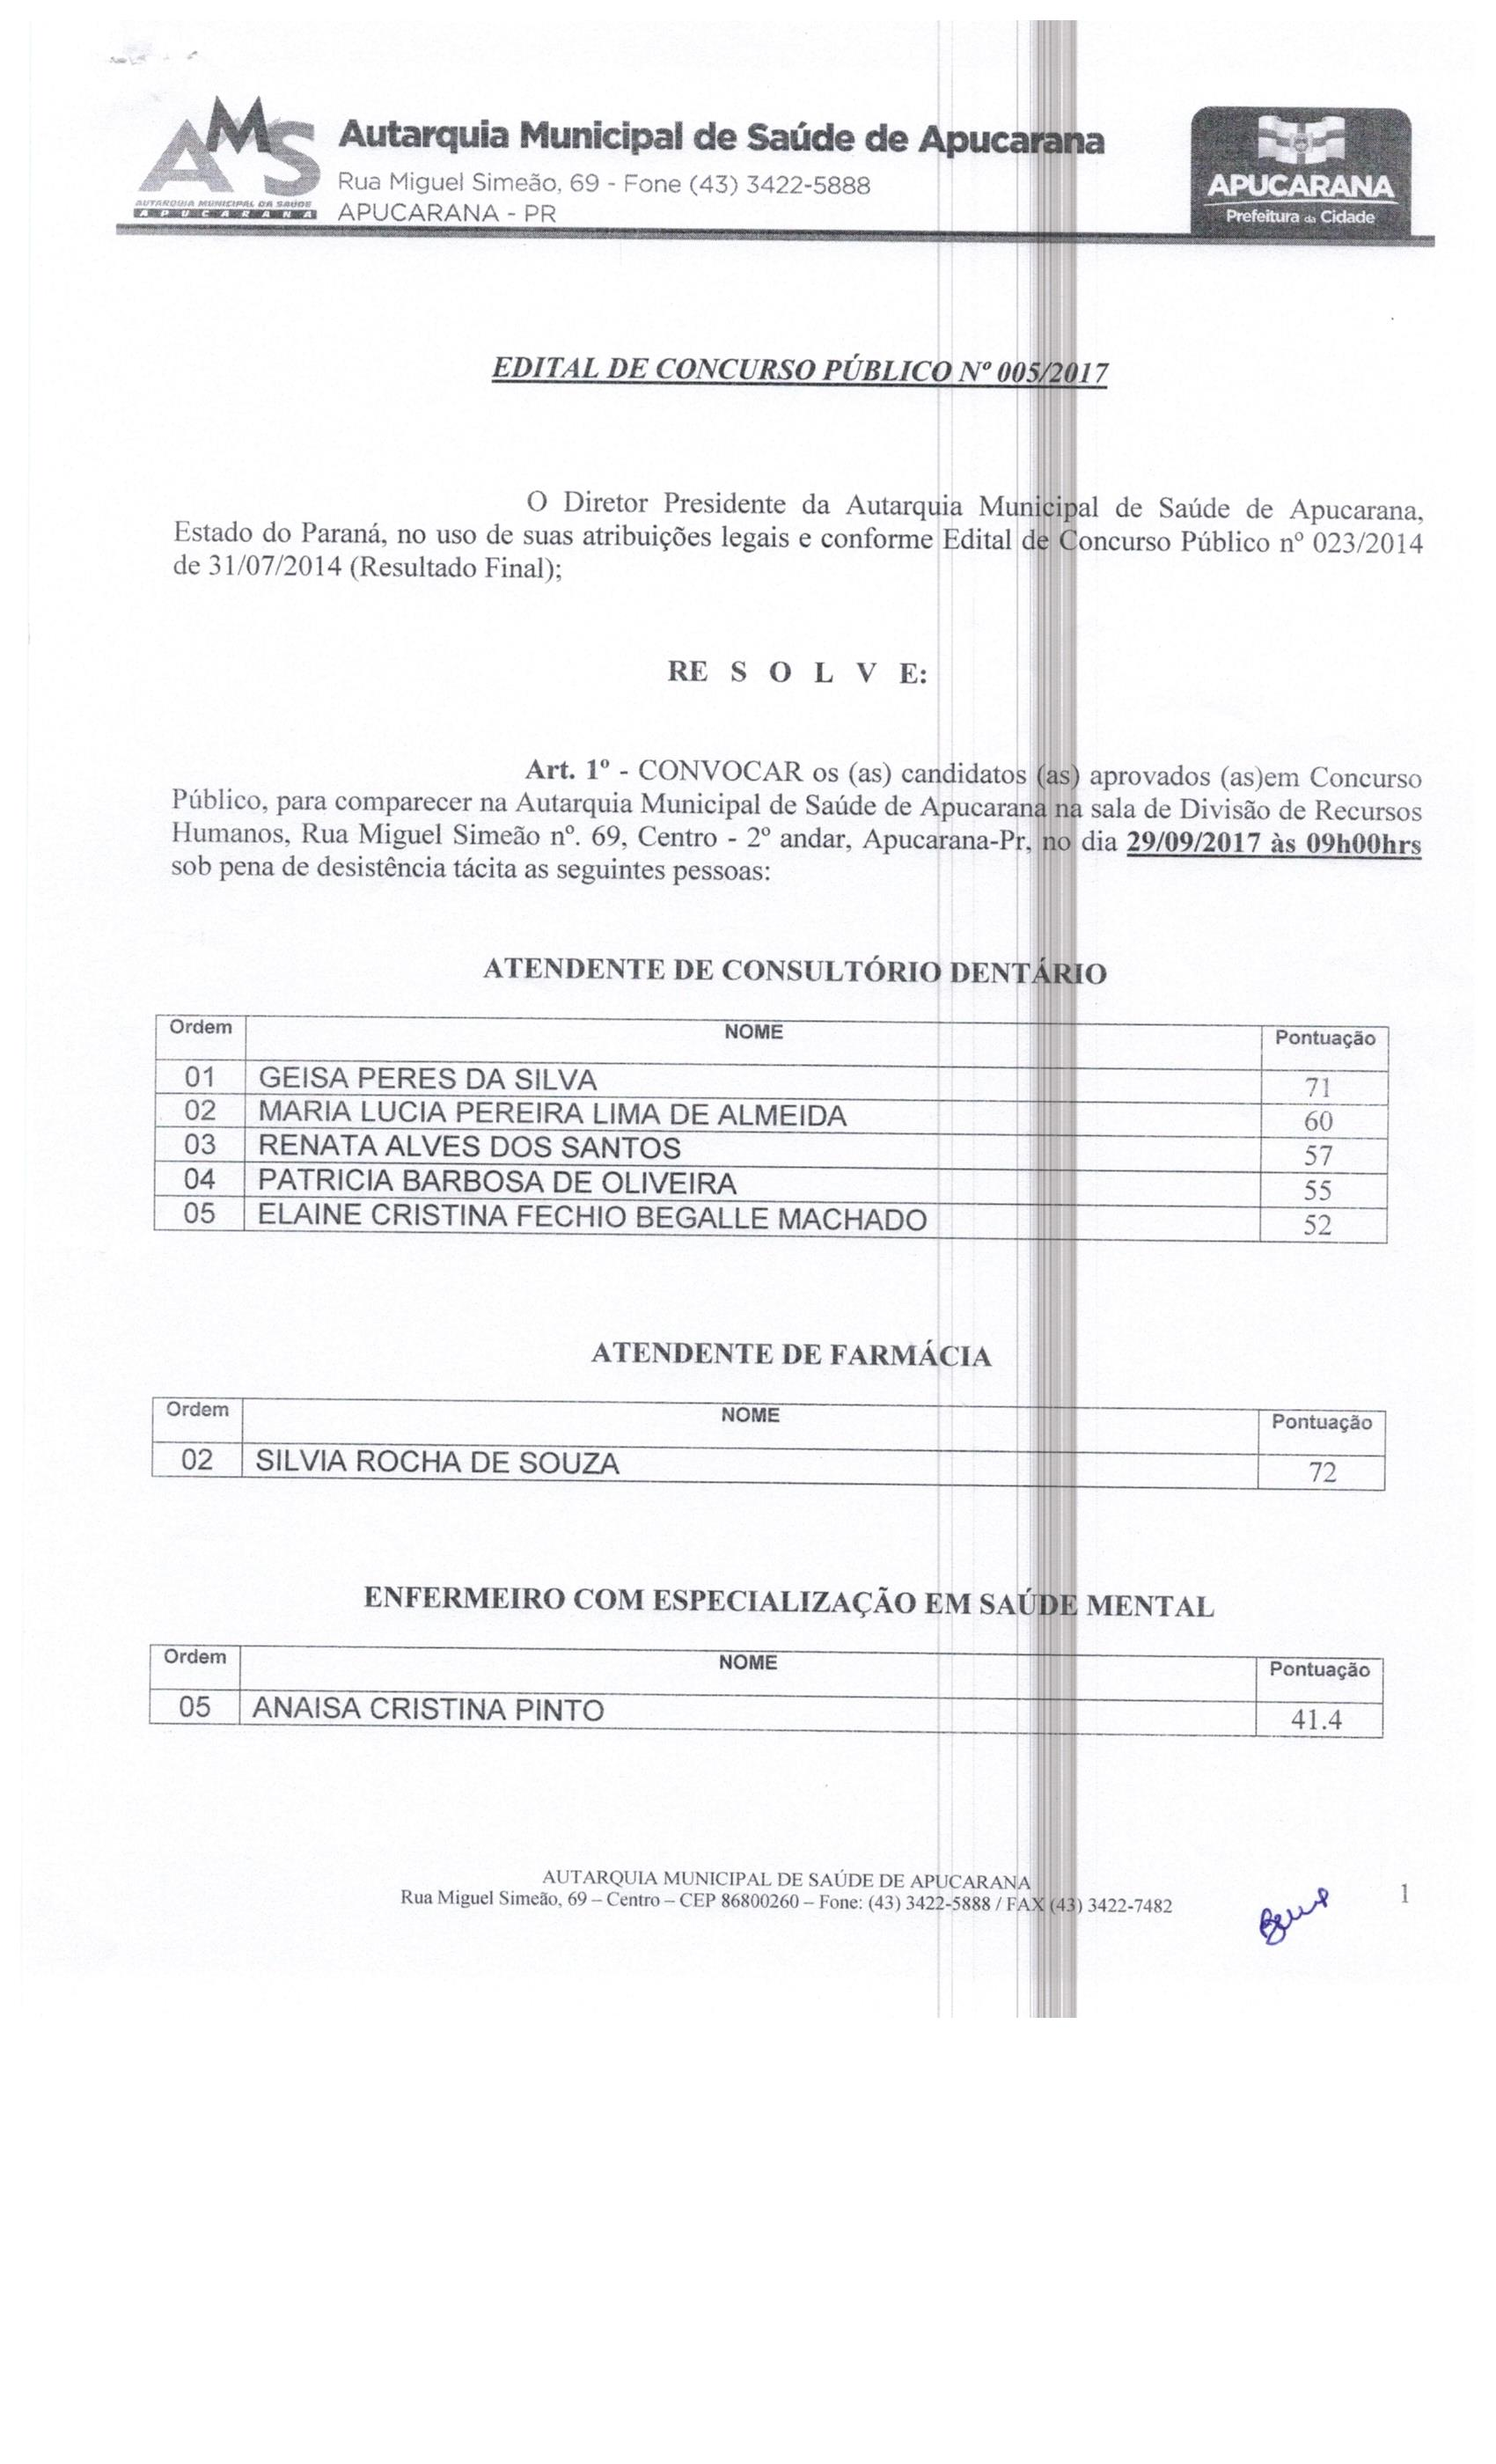 AMS
AUTARQUIA MUNICIPAL DA SAÚDE
APUCARANA
Autarquia Municipal de Saúde de Apucarana
Rua Miguel Simeão, 69 - Fone (43) 3422-5888
APUCARANA - PR
APUCARANA
Prefeitura da Cidade
EDITAL DE CONCURSO PÚBLICO Nº 005/2017
O Diretor Presidente da Autarquia Municipal de Saúde de Apucarana,
Estado do Paraná, no uso de suas atribuições legais e conforme Edital de Concurso Público nº 023/2014
de 31/07/2014 (Resultado Final);
RE S O L V E:
Art. 1º - CONVOCAR os (as) candidatos (as) aprovados (as)em Concurso
Público, para comparecer na Autarquia Municipal de Saúde de Apucarana na sala de Divisão de Recursos
Humanos, Rua Miguel Simeão nº. 69, Centro - 2º andar, Apucarana-Pr, no dia 29/09/2017 às 09h00hrs
sob pena de desistência tácita as seguintes pessoas:
ATENDENTE DE CONSULTÓRIO DENTÁRIO
Ordem NOME Pontuação
01 GEISA PERES DA SILVA 71
02 MARIA LUCIA PEREIRA LIMA DE ALMEIDA 60
03 RENATA ALVES DOS SANTOS 57
04 PATRICIA BARBOSA DE OLIVEIRA 55
05 ELAINE CRISTINA FECHIO BEGALLE MACHADO 52
ATENDENTE DE FARMÁCIA
Ordem NOME Pontuação
02 SILVIA ROCHA DE SOUZA 72
ENFERMEIRO COM ESPECIALIZAÇÃO EM SAÚDE MENTAL
Ordem NOME Pontuação
05 ANAISA CRISTINA PINTO 41.4
AUTARQUIA MUNICIPAL DE SAÚDE DE APUCARANA
Rua Miguel Simeão, 69 – Centro – CEP 86800260 – Fone: (43) 3422-5888 / FAX (43) 3422-7482
1